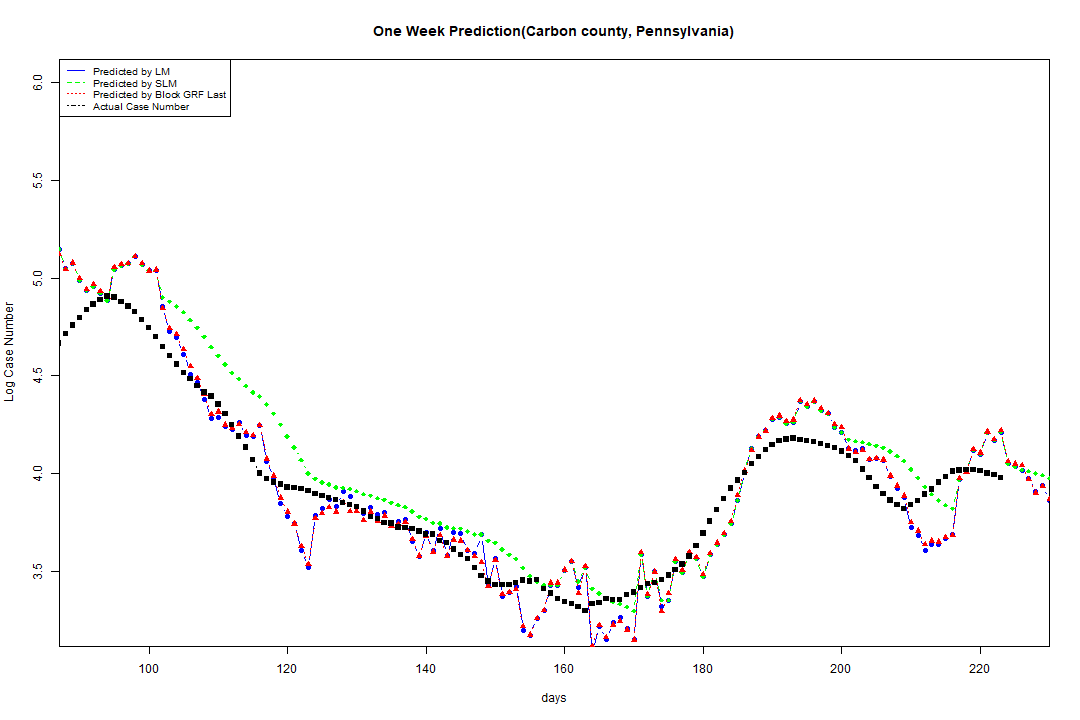 One Week Prediction(Carbon county, Pennsylvania)
Predicted by LM
Predicted by SLM
Predicted by Block GRF Last
Actual Case Number
6.0
5.5
5.0
4.5
4.0
3.5
Log Case Number
100 120 140 160 180 200 220
days